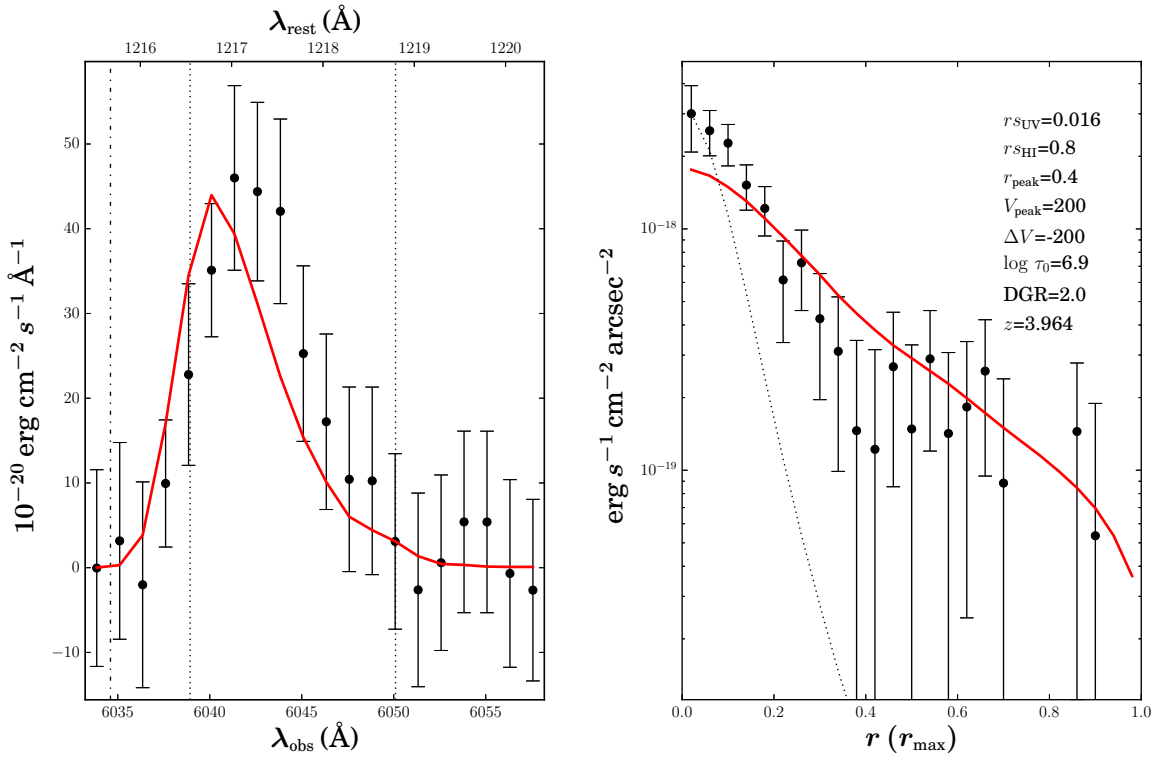 λrest (Å)
1216 1217 1218 1219 1220
10−20 erg cm−2 s−1 Å−1
50
40
30
20
10
0
−10
6035 6040 6045 6050 6055
λobs (Å)
erg s−1 cm−2 arcsec−2
10−18
10−19
rsUV=0.016
rsHI=0.8
rpeak=0.4
Vpeak=200
ΔV=-200
log τ0=6.9
DGR=2.0
z=3.964
0.0 0.2 0.4 0.6 0.8 1.0
r (rmax)